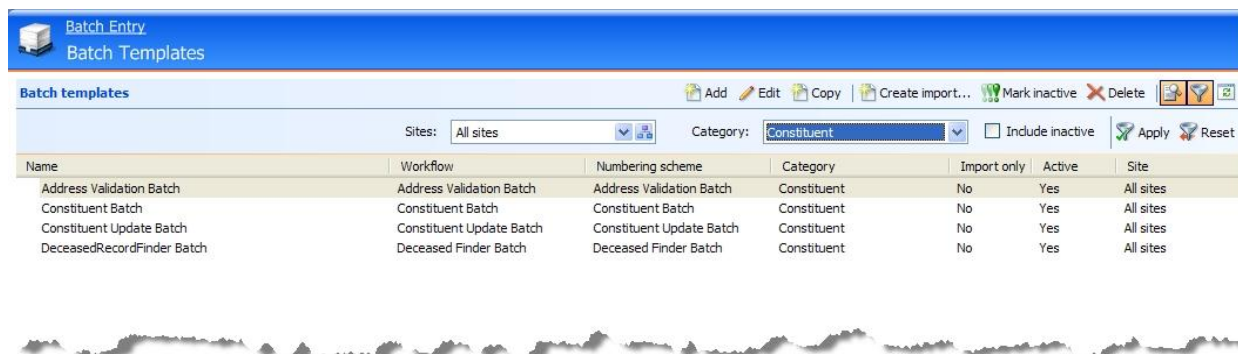 Batch Entry
Batch Templates
Batch templates Add Edit Copy Create import... Mark inactive Delete
Sites: All sites Category: Constituent Include inactive Apply Reset
Name Workflow Numbering scheme Category Import only Active Site
Address Validation Batch Address Validation Batch Address Validation Batch Constituent No Yes All sites
Constituent Batch Constituent Batch Constituent Batch Constituent No Yes All sites
Constituent Update Batch Constituent Update Batch Constituent Update Batch Constituent No Yes All sites
DeceasedRecordFinder Batch Deceased Finder Batch Deceased Finder Batch Constituent No Yes All sites